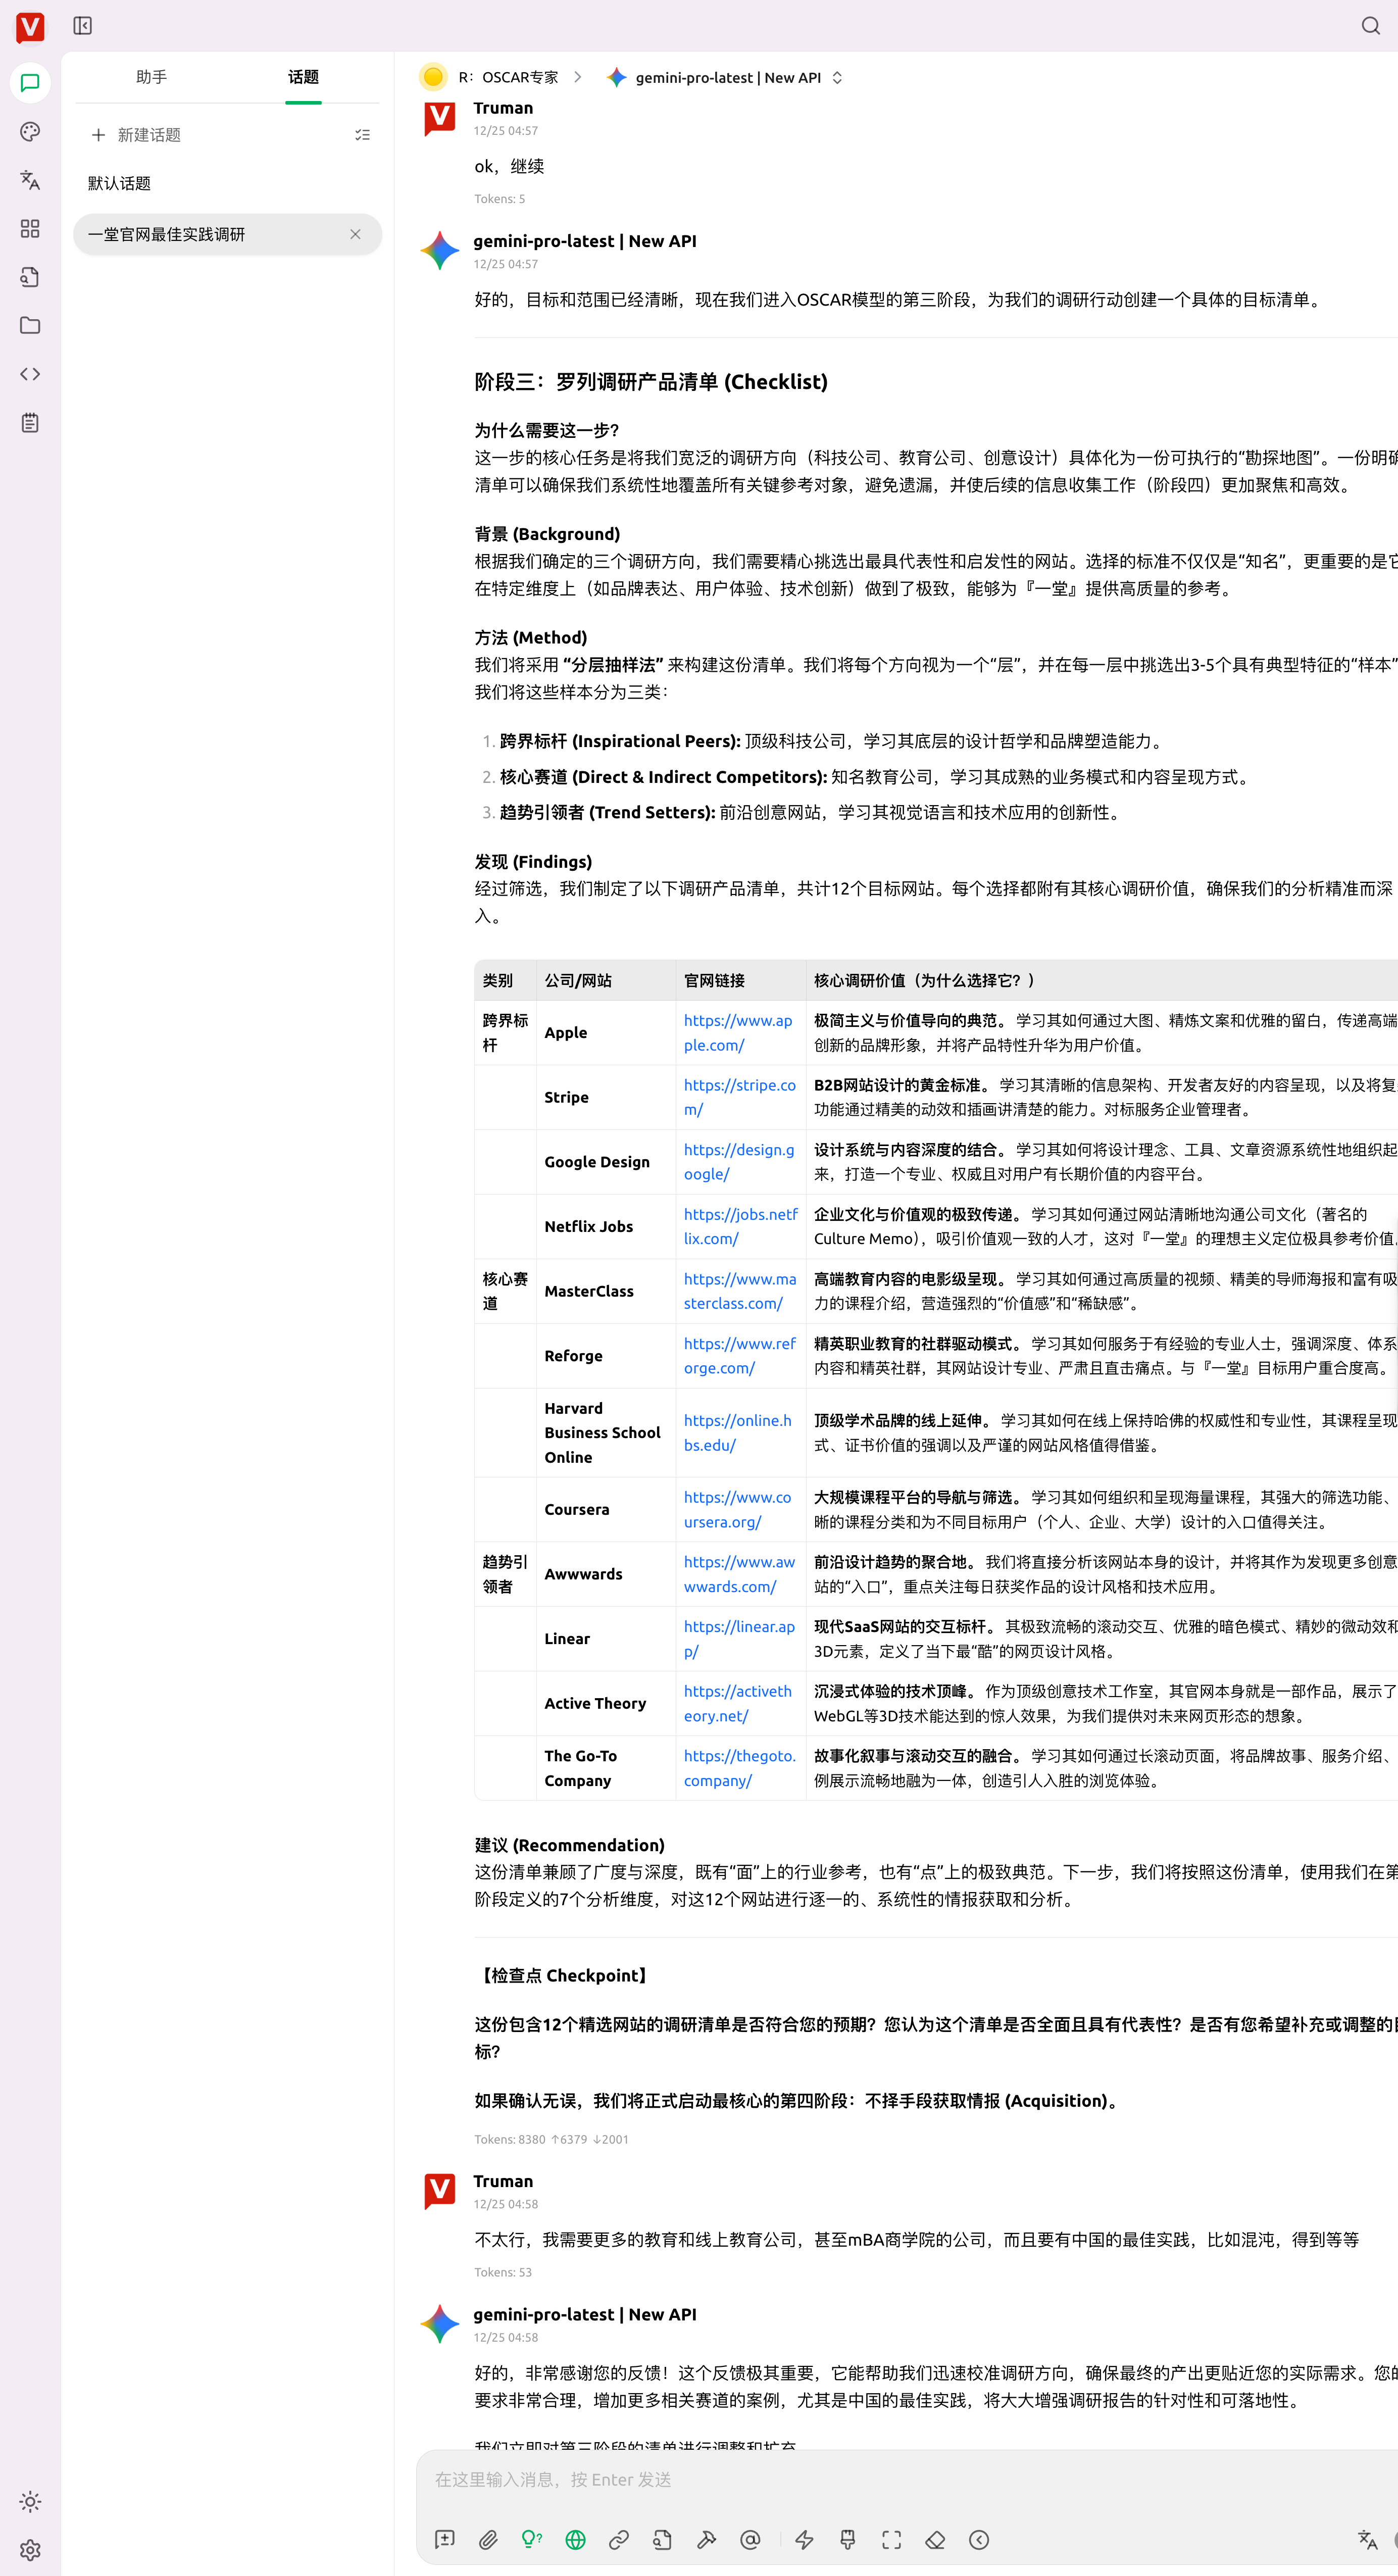 助手
话题
新建话题
默认话题
一堂官网最佳实践调研
R：OSCAR专家
gemini-pro-latest | New API
Truman
12/25 04:57
ok，继续
Tokens: 5
gemini-pro-latest | New API
12/25 04:57
好的，目标和范围已经清晰，现在我们进入OSCAR模型的第三阶段，为我们的调研行动创建一个具体的目标清单。
阶段三：罗列调研产品清单 (Checklist)
为什么需要这一步？
这一步的核心任务是将我们宽泛的调研方向（科技公司、教育公司、创意设计）具体化为一份可执行的“勘探地图”。一份明确
清单可以确保我们系统性地覆盖所有关键参考对象，避免遗漏，并使后续的信息收集工作（阶段四）更加聚焦和高效。
背景 (Background)
根据我们确定的三个调研方向，我们需要精心挑选出最具代表性和启发性的网站。选择的标准不仅仅是“知名”，更重要的是它
在特定维度上（如品牌表达、用户体验、技术创新）做到了极致，能够为『一堂』提供高质量的参考。
方法 (Method)
我们将采用 “分层抽样法” 来构建这份清单。我们将每个方向视为一个“层”，并在每一层中挑选出3-5个具有典型特征的“样本”
我们将这些样本分为三类：
1. 跨界标杆 (Inspirational Peers): 顶级科技公司，学习其底层的设计哲学和品牌塑造能力。
2. 核心赛道 (Direct & Indirect Competitors): 知名教育公司，学习其成熟的业务模式和内容呈现方式。
3. 趋势引领者 (Trend Setters): 前沿创意网站，学习其视觉语言和技术应用的创新性。
发现 (Findings)
经过筛选，我们制定了以下调研产品清单，共计12个目标网站。每个选择都附有其核心调研价值，确保我们的分析精准而深
入。
类别 公司/网站 官网链接 核心调研价值（为什么选择它？）
跨界标 杆
Apple
https://www.ap
ple.com/
极简主义与价值导向的典范。 学习其如何通过大图、精炼文案和优雅的留白，传递高端
创新的品牌形象，并将产品特性升华为用户价值。
Stripe
https://stripe.co
m/
B2B网站设计的黄金标准。 学习其清晰的信息架构、开发者友好的内容呈现，以及将复
功能通过精美的动效和插画讲清楚的能力。对标服务企业管理者。
Google Design
https://design.g
oogle/
设计系统与内容深度的结合。 学习其如何将设计理念、工具、文章资源系统性地组织起
来，打造一个专业、权威且对用户有长期价值的内容平台。
Netflix Jobs
https://jobs.netf
lix.com/
企业文化与价值观的极致传递。 学习其如何通过网站清晰地沟通公司文化（著名的
Culture Memo），吸引价值观一致的人才，这对『一堂』的理想主义定位极具参考价值
核心赛
道
MasterClass
https://www.ma
sterclass.com/
高端教育内容的电影级呈现。 学习其如何通过高质量的视频、精美的导师海报和富有吸
力的课程介绍，营造强烈的“价值感”和“稀缺感”。
Reforge
https://www.ref
orge.com/
精英职业教育的社群驱动模式。 学习其如何服务于有经验的专业人士，强调深度、体系
内容和精英社群，其网站设计专业、严肃且直击痛点。与『一堂』目标用户重合度高。
Harvard
Business School
Online
https://online.h
bs.edu/
顶级学术品牌的线上延伸。 学习其如何在线上保持哈佛的权威性和专业性，其课程呈现
式、证书价值的强调以及严谨的网站风格值得借鉴。
Coursera
https://www.co
ursera.org/
大规模课程平台的导航与筛选。 学习其如何组织和呈现海量课程，其强大的筛选功能、
晰的课程分类和为不同目标用户（个人、企业、大学）设计的入口值得关注。
趋势引
领者
Awwwards
https://www.aw
wwards.com/
前沿设计趋势的聚合地。 我们将直接分析该网站本身的设计，并将其作为发现更多创意
站的“入口”，重点关注每日获奖作品的设计风格和技术应用。
Linear
https://linear.ap
p/
现代SaaS网站的交互标杆。 其极致流畅的滚动交互、优雅的暗色模式、精妙的微动效和
3D元素，定义了当下最“酷”的网页设计风格。
Active Theory
https://activeth
eory.net/
沉浸式体验的技术顶峰。 作为顶级创意技术工作室，其官网本身就是一部作品，展示了
WebGL等3D技术能达到的惊人效果，为我们提供对未来网页形态的想象。
The Go-To
Company
https://thegoto.
company/
故事化叙事与滚动交互的融合。 学习其如何通过长滚动页面，将品牌故事、服务介绍、
例展示流畅地融为一体，创造引人入胜的浏览体验。
建议 (Recommendation)
这份清单兼顾了广度与深度，既有“面”上的行业参考，也有“点”上的极致典范。下一步，我们将按照这份清单，使用我们在第
阶段定义的7个分析维度，对这12个网站进行逐一的、系统性的情报获取和分析。
【检查点 Checkpoint】
这份包含12个精选网站的调研清单是否符合您的预期？您认为这个清单是否全面且具有代表性？是否有您希望补充或调整的目
标？
如果确认无误，我们将正式启动最核心的第四阶段：不择手段获取情报 (Acquisition)。
Tokens: 8380 ↑6379 ↓2001
Truman
12/25 04:58
不太行，我需要更多的教育和线上教育公司，甚至mBA商学院的公司，而且要有中国的最佳实践，比如混沌，得到等等
Tokens: 53
gemini-pro-latest | New API
12/25 04:58
好的，非常感谢您的反馈！这个反馈极其重要，它能帮助我们迅速校准调研方向，确保最终的产出更贴近您的实际需求。您的
要求非常合理，增加更多相关赛道的案例，尤其是中国的最佳实践，将大大增强调研报告的针对性和可落地性。
我们立即对第三阶段的清单进行调整和扩充
在这里输入消息，按 Enter 发送